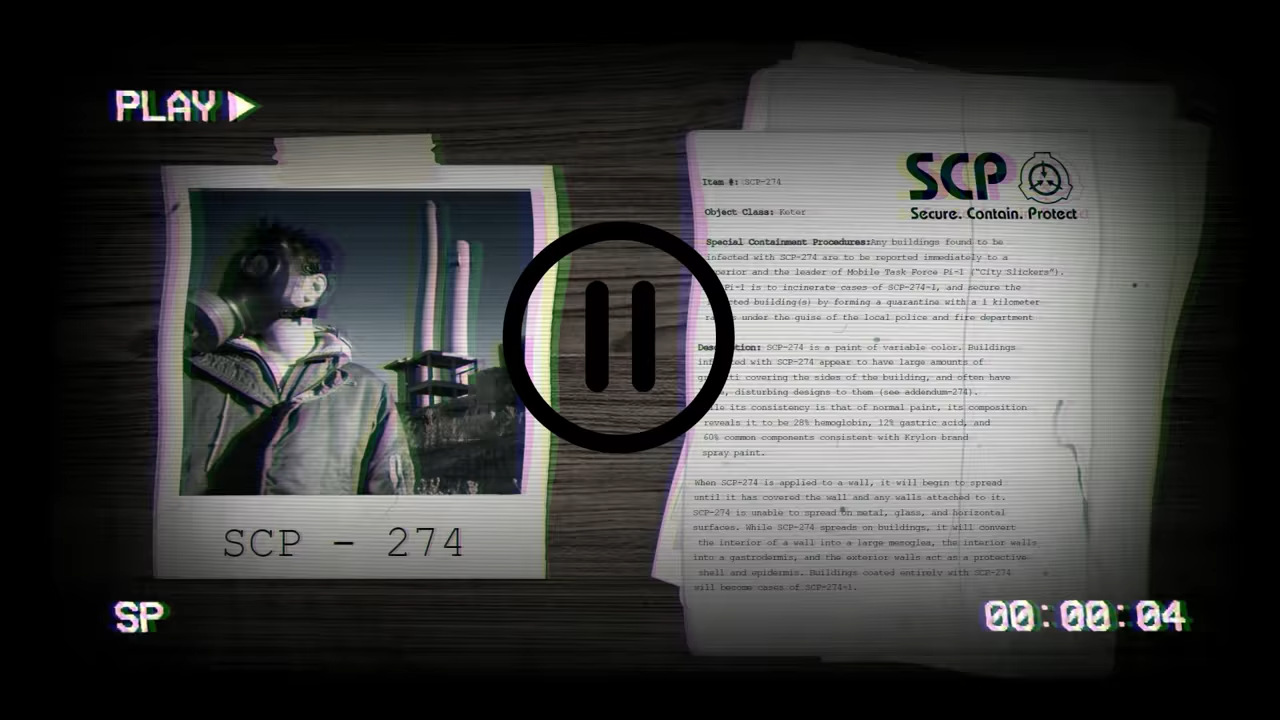 PLAY
SCP - 274
SP
SCP
Secure. Contain. Protect
Item #: SCP-274
Object Class: Keter
Special Containment Procedures:Any buildings found to be
infected with SCP-274 are to be reported immediately to a
and the leader of Mobile Task Force Pi-1 ("City Slickers").
Pi-1 is to incinerate cases of SCP-274-1, and secure the
building(s) by forming a quarantine with a 1 kilometer
under the guise of the local police and fire department
SCP-274 is a paint of variable color. Buildings
with SCP-274 appear to have large amounts of
covering the sides of the building, and often have
disturbing designs to them (see addendum-274).
its consistency is that of normal paint, its composition
reveals it to be 28% hemoglobin, 12% gastric acid, and
60% common components consistent with Krylon brand
spray paint.
When SCP-274 is applied to a wall, it will begin to spread
until it has covered the wall and any walls attached to it.
SCP-274 is unable to spread on metal, glass, and horizontal
surfaces. While SCP-274 spreads on buildings, it will convert
the interior of a wall into a large mesoglea, the interior walls
into a gastrodermis, and the exterior walls act as a protective
shell and epidermis. Buildings coated entirely with SCP-274
will become cases of SCP-274-1.
00:00:04